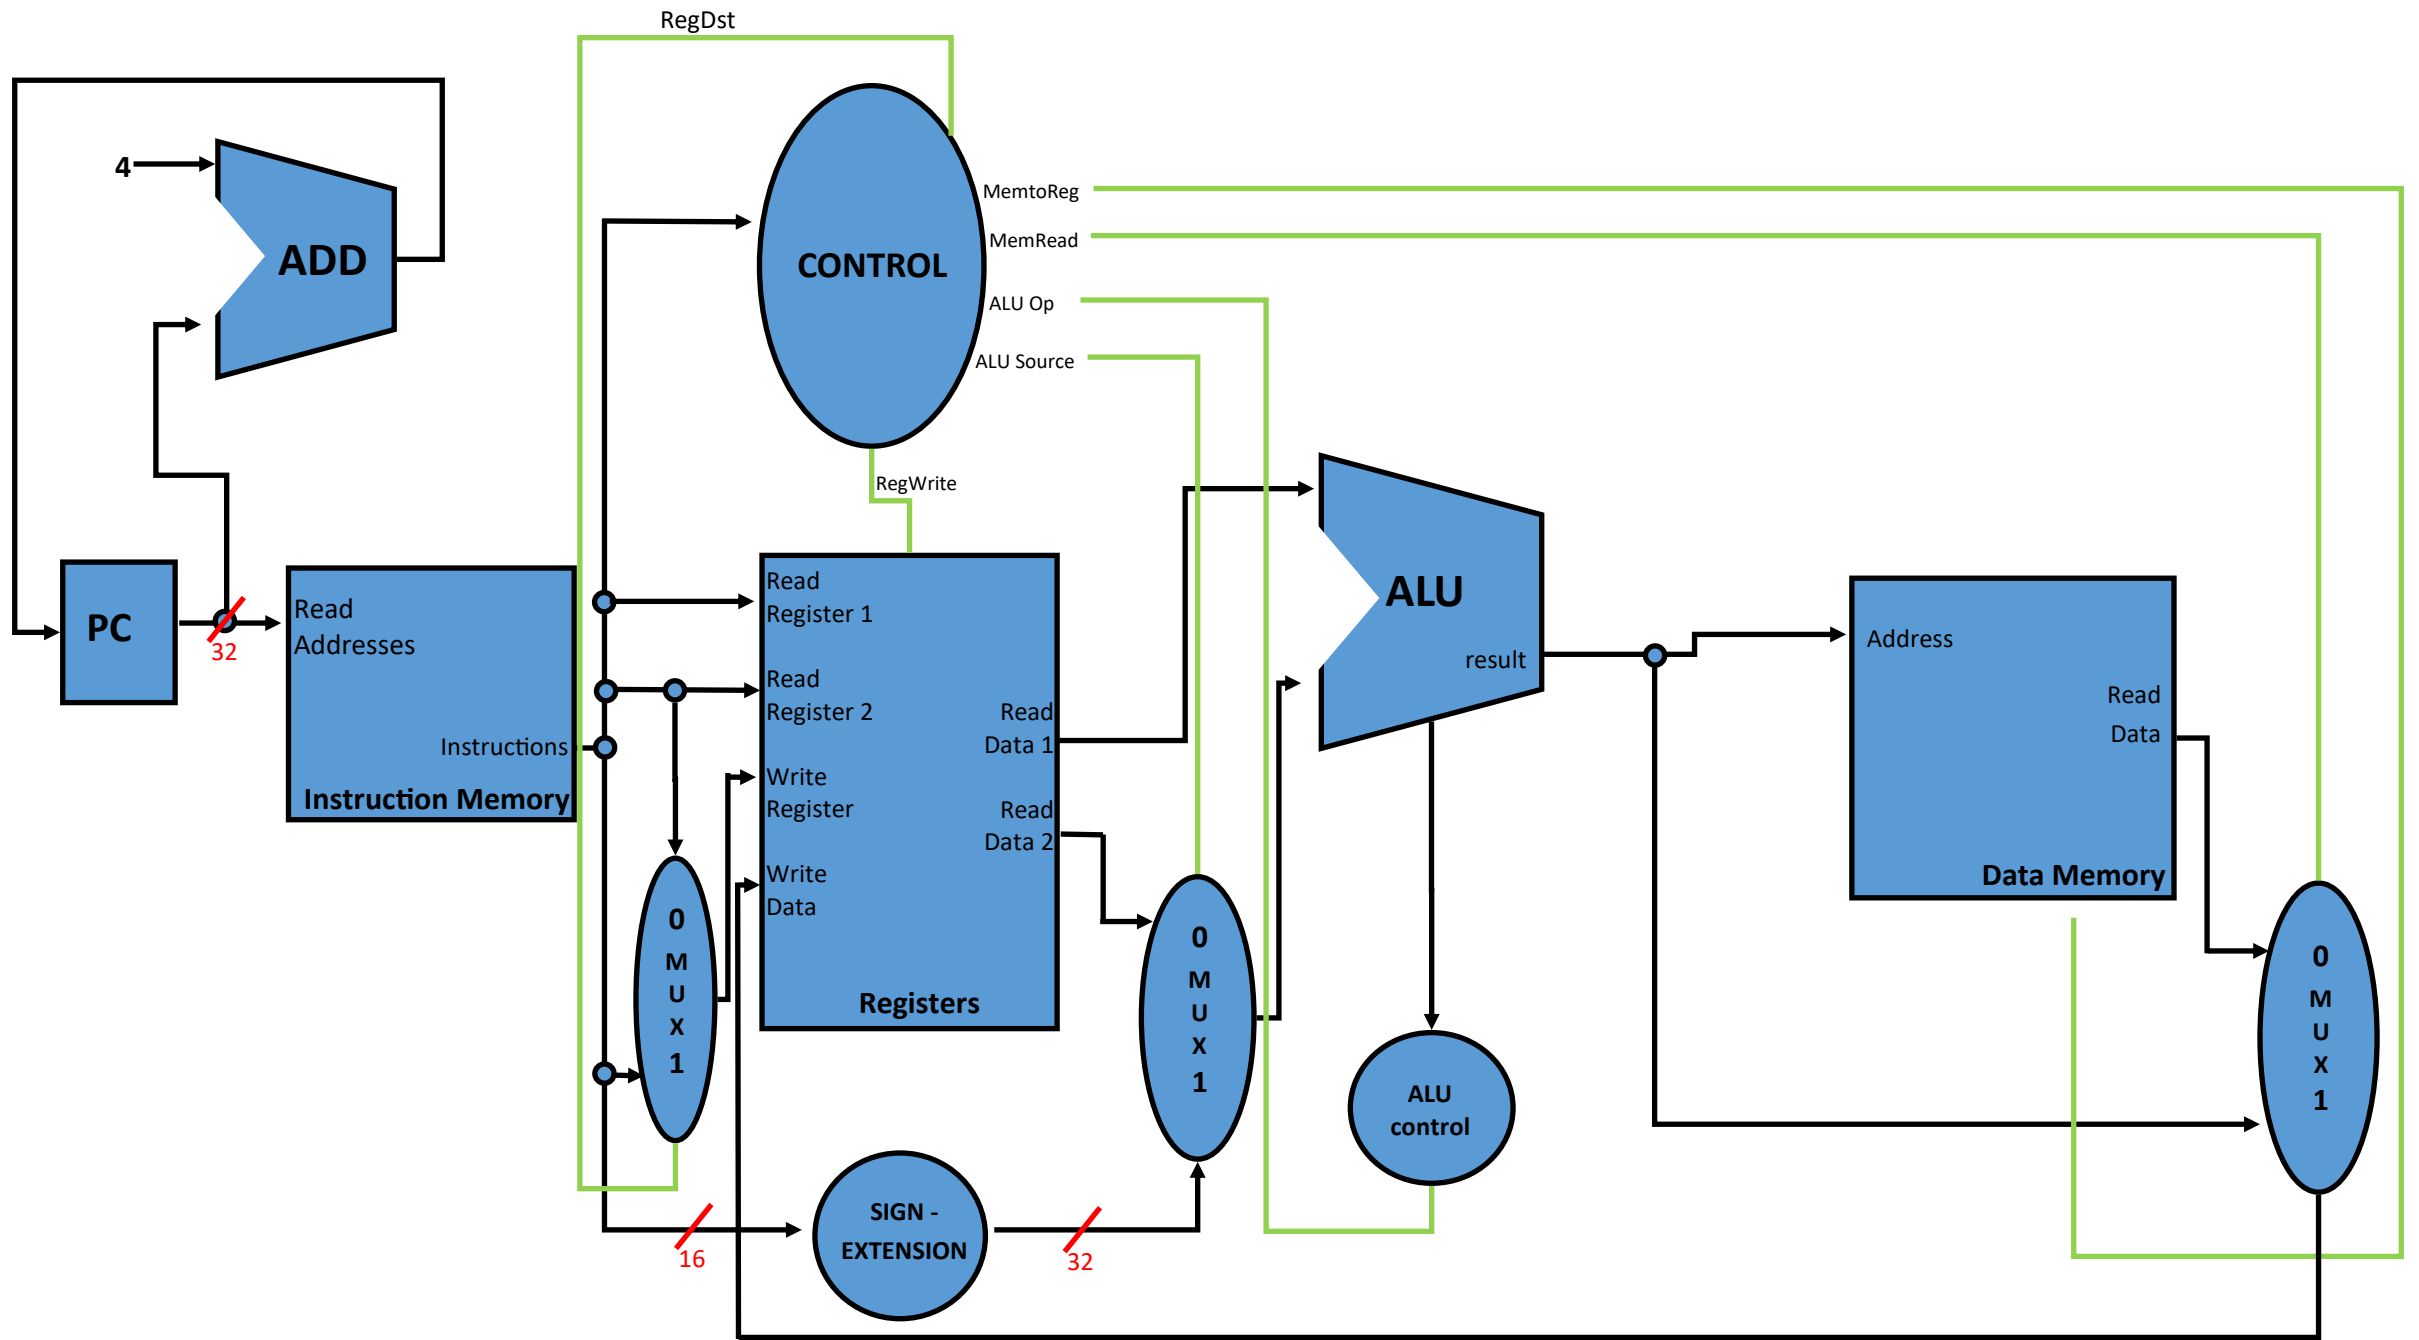 RegDst
4
ADD
CONTROL
MemtoReg
MemRead
ALU Op
ALU Source
RegWrite
PC
32
Read
Addresses
Instructions
Instruction Memory
Read
Register 1
Read
Register 2
Write
Register
Write
Data
Read
Data 1
Read
Data 2
Registers
0
M
U
X
1
16
SIGN -
EXTENSION
32
0
M
U
X
1
ALU
result
ALU
control
Address
Read
Data
Data Memory
0
M
U
X
1